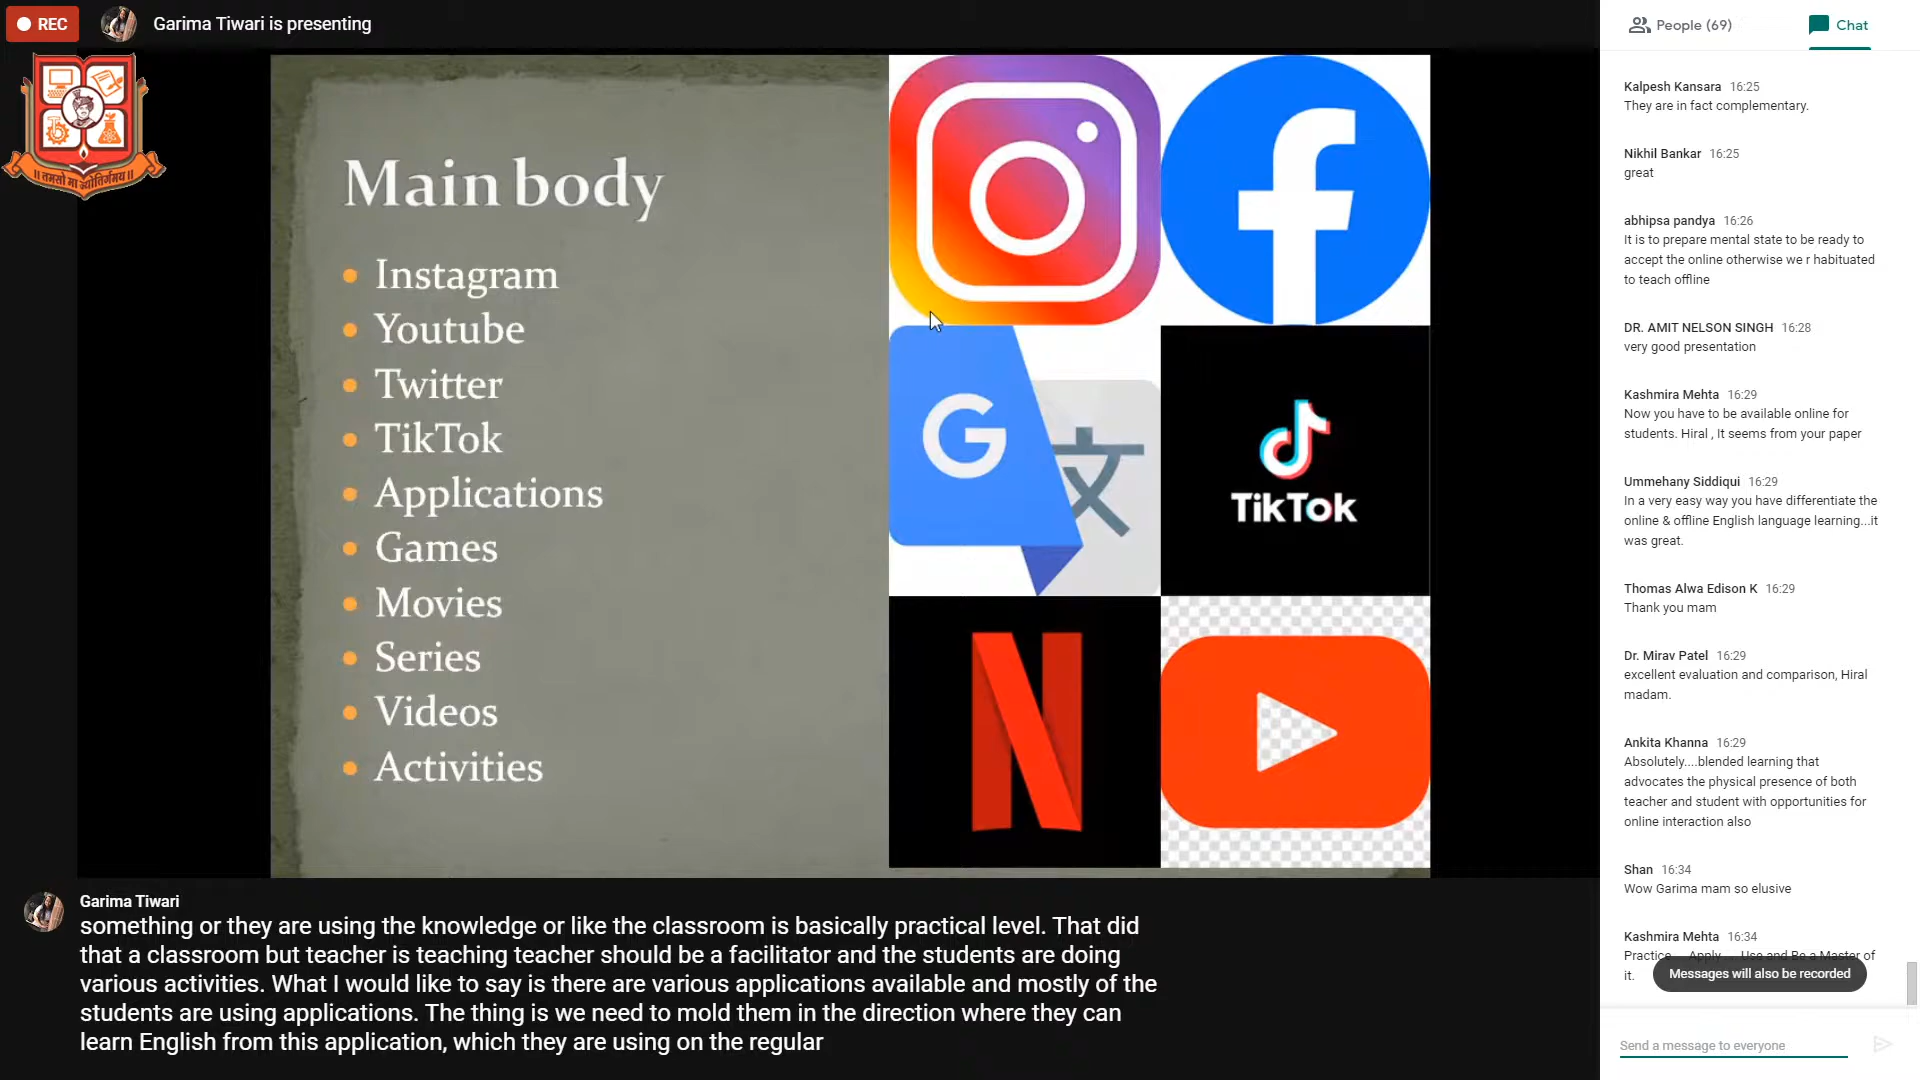 REC
Garima Tiwari is presenting
People (69)
Chat
॥ तमसो मा ज्योतिर्गमय ॥
Main body
Instagram
Youtube
Twitter
TikTok
Applications
Games
Movies
Series
Videos
Activities
G
文
TikTok
Kalpesh Kansara 16:25
They are in fact complementary.
Nikhil Bankar 16:25
great
abhipsa pandya 16:26
It is to prepare mental state to be ready to
accept the online otherwise we r habituated
to teach offline
DR. AMIT NELSON SINGH 16:28
very good presentation
Kashmira Mehta 16:29
Now you have to be available online for
students. Hiral , It seems from your paper
Ummehany Siddiqui 16:29
In a very easy way you have differentiate the
online & offline English language learning...it
was great.
Thomas Alwa Edison K 16:29
Thank you mam
Dr. Mirav Patel 16:29
excellent evaluation and comparison, Hiral
madam.
Ankita Khanna 16:29
Absolutely....blended learning that
advocates the physical presence of both
teacher and student with opportunities for
online interaction also
Shan 16:34
Wow Garima mam so elusive
Kashmira Mehta 16:34
Practice Apply Use and Be a Master of
it.
Messages will also be recorded
Send a message to everyone
Garima Tiwari
something or they are using the knowledge or like the classroom is basically practical level. That did
that a classroom but teacher is teaching teacher should be a facilitator and the students are doing
various activities. What I would like to say is there are various applications available and mostly of the
students are using applications. The thing is we need to mold them in the direction where they can
learn English from this application, which they are using on the regular